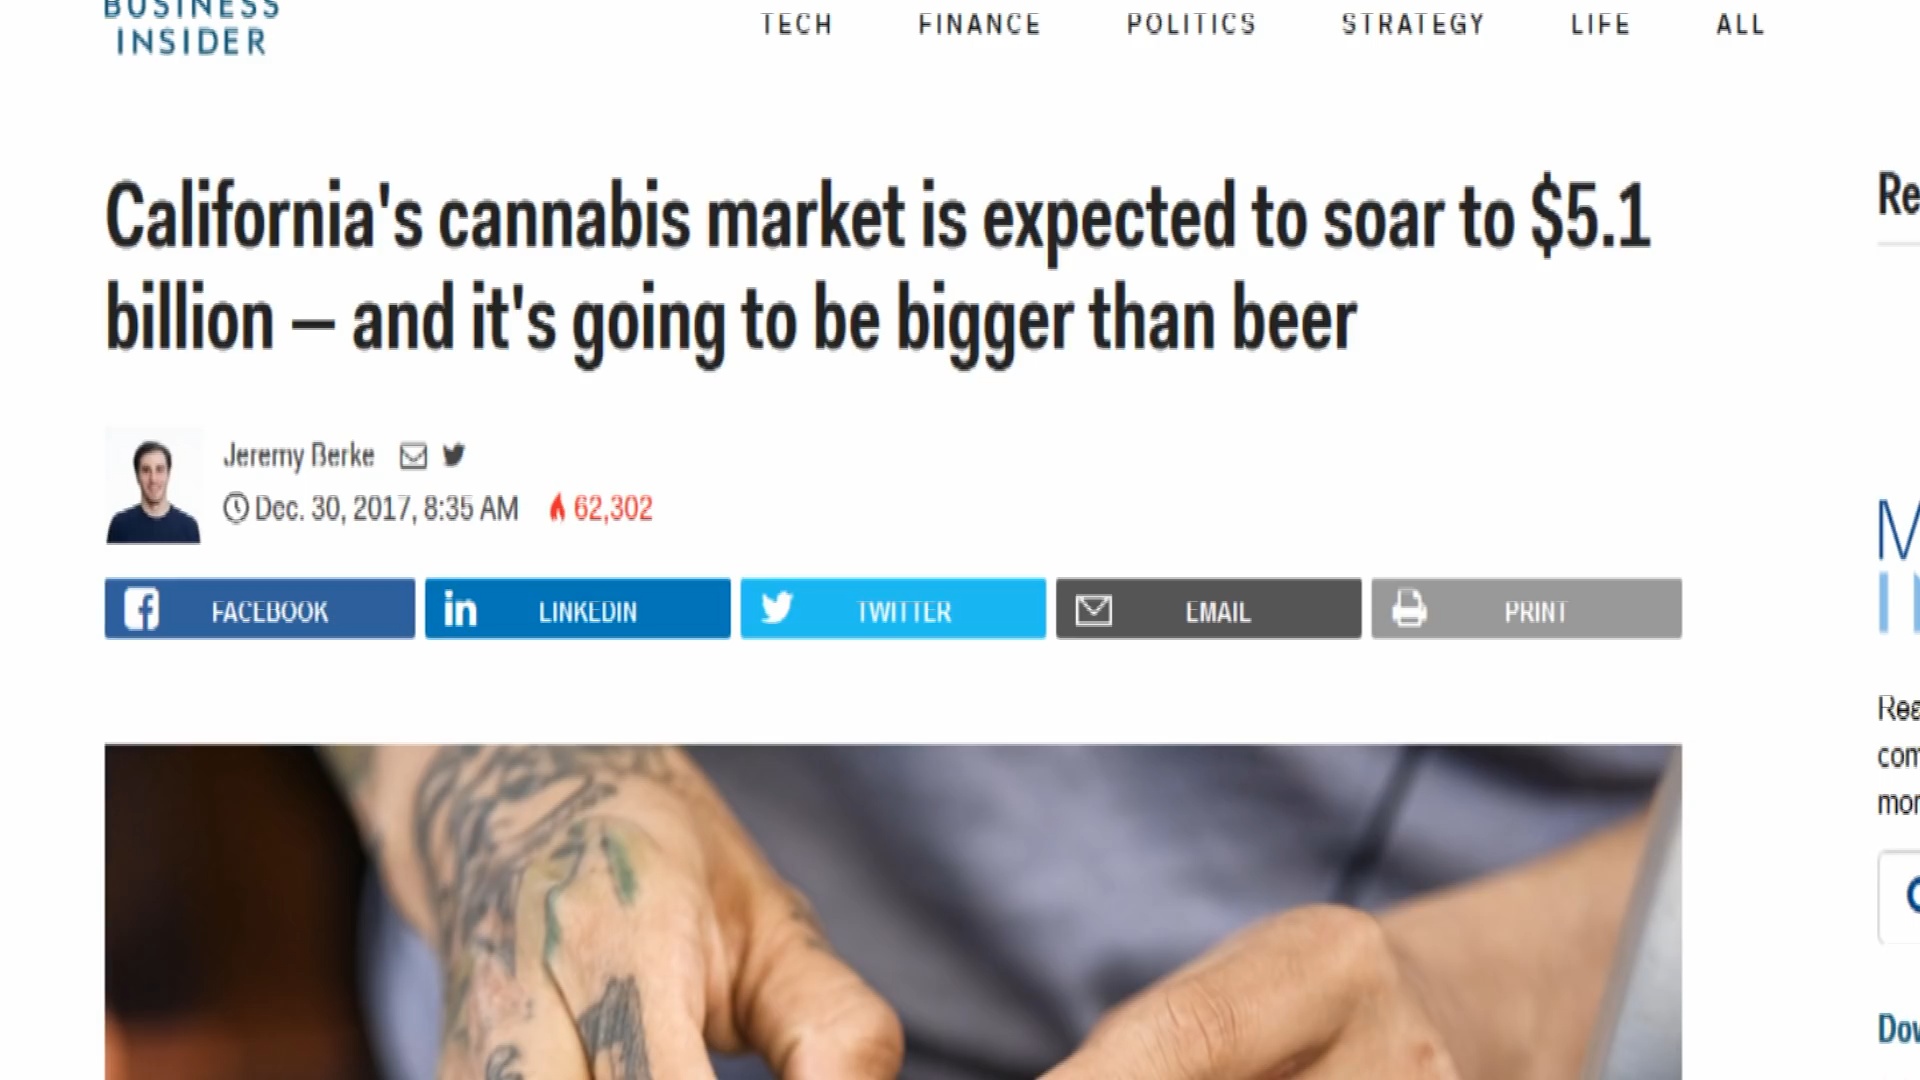 BUSINESS
INSIDER
TECH FINANCE POLITICS STRATEGY LIFE ALL
California's cannabis market is expected to soar to $5.1
billion – and it's going to be bigger than beer
Jeremy Berke
Dec. 30, 2017, 8:35 AM 62,302
FACEBOOK LINKEDIN TWITTER EMAIL PRINT